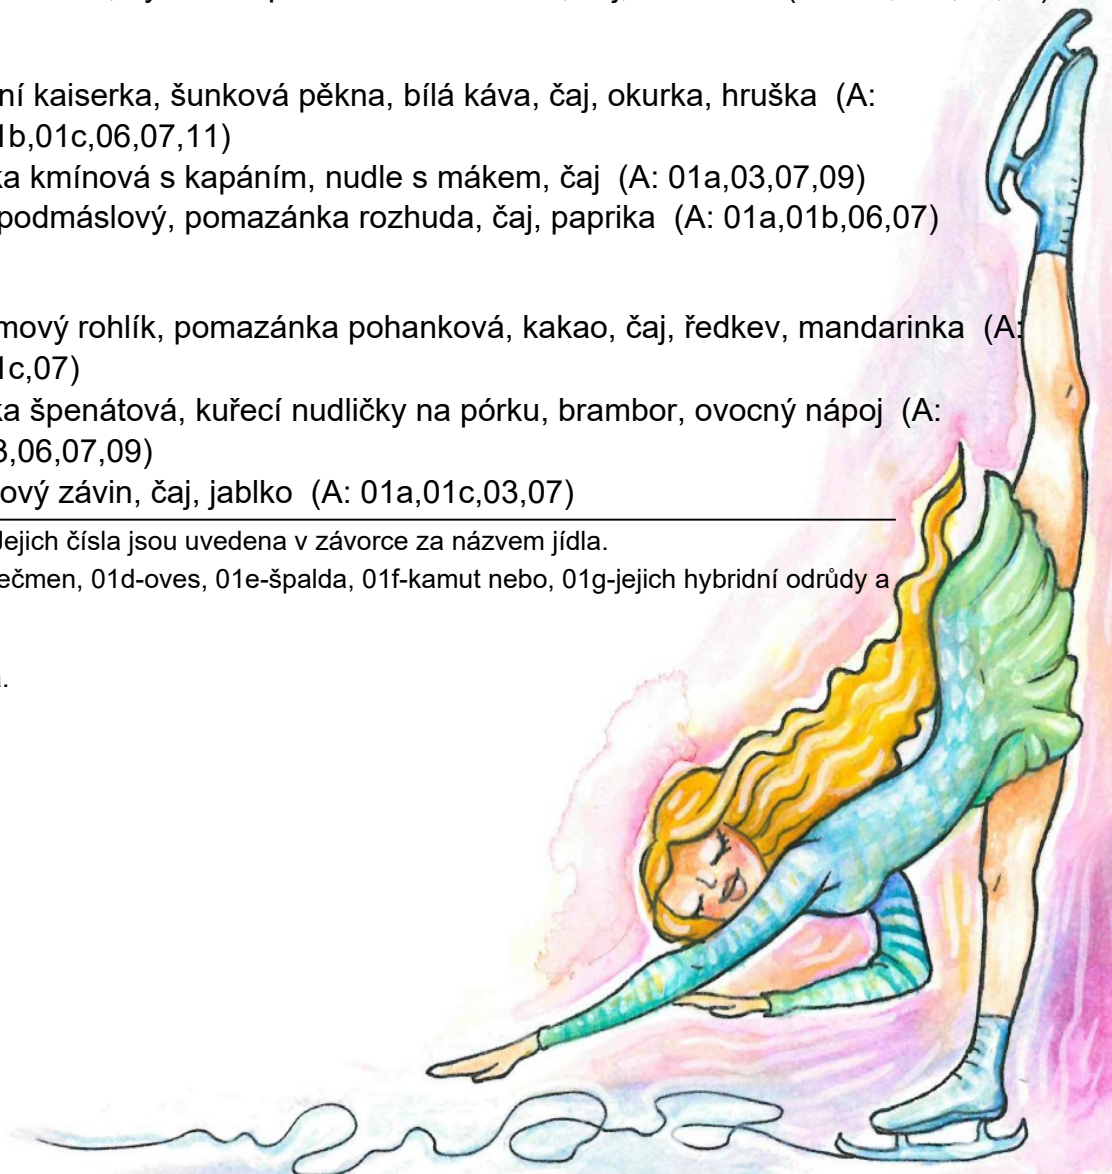 ní kaiserka, šunková pěkna, bílá káva, čaj, okurka, hruška (A:
b,01c,06,07,11)
ka kmínová s kapáním, nudle s mákem, čaj (A: 01a,03,07,09)
podmáslový, pomazánka rozhuda, čaj, paprika (A: 01a,01b,06,07)
mový rohlík, pomazánka pohanková, kakao, čaj, ředkev, mandarinka (A:
1c,07)
ka špenátová, kuřecí nudličky na pórku, brambor, ovocný nápoj (A:
3,06,07,09)
ový závin, čaj, jablko (A: 01a,01c,03,07)
Jejich čísla jsou uvedena v závorce za názvem jídla.
ečmen, 01d-oves, 01e-špalda, 01f-kamut nebo, 01g-jejich hybridní odrůdy a